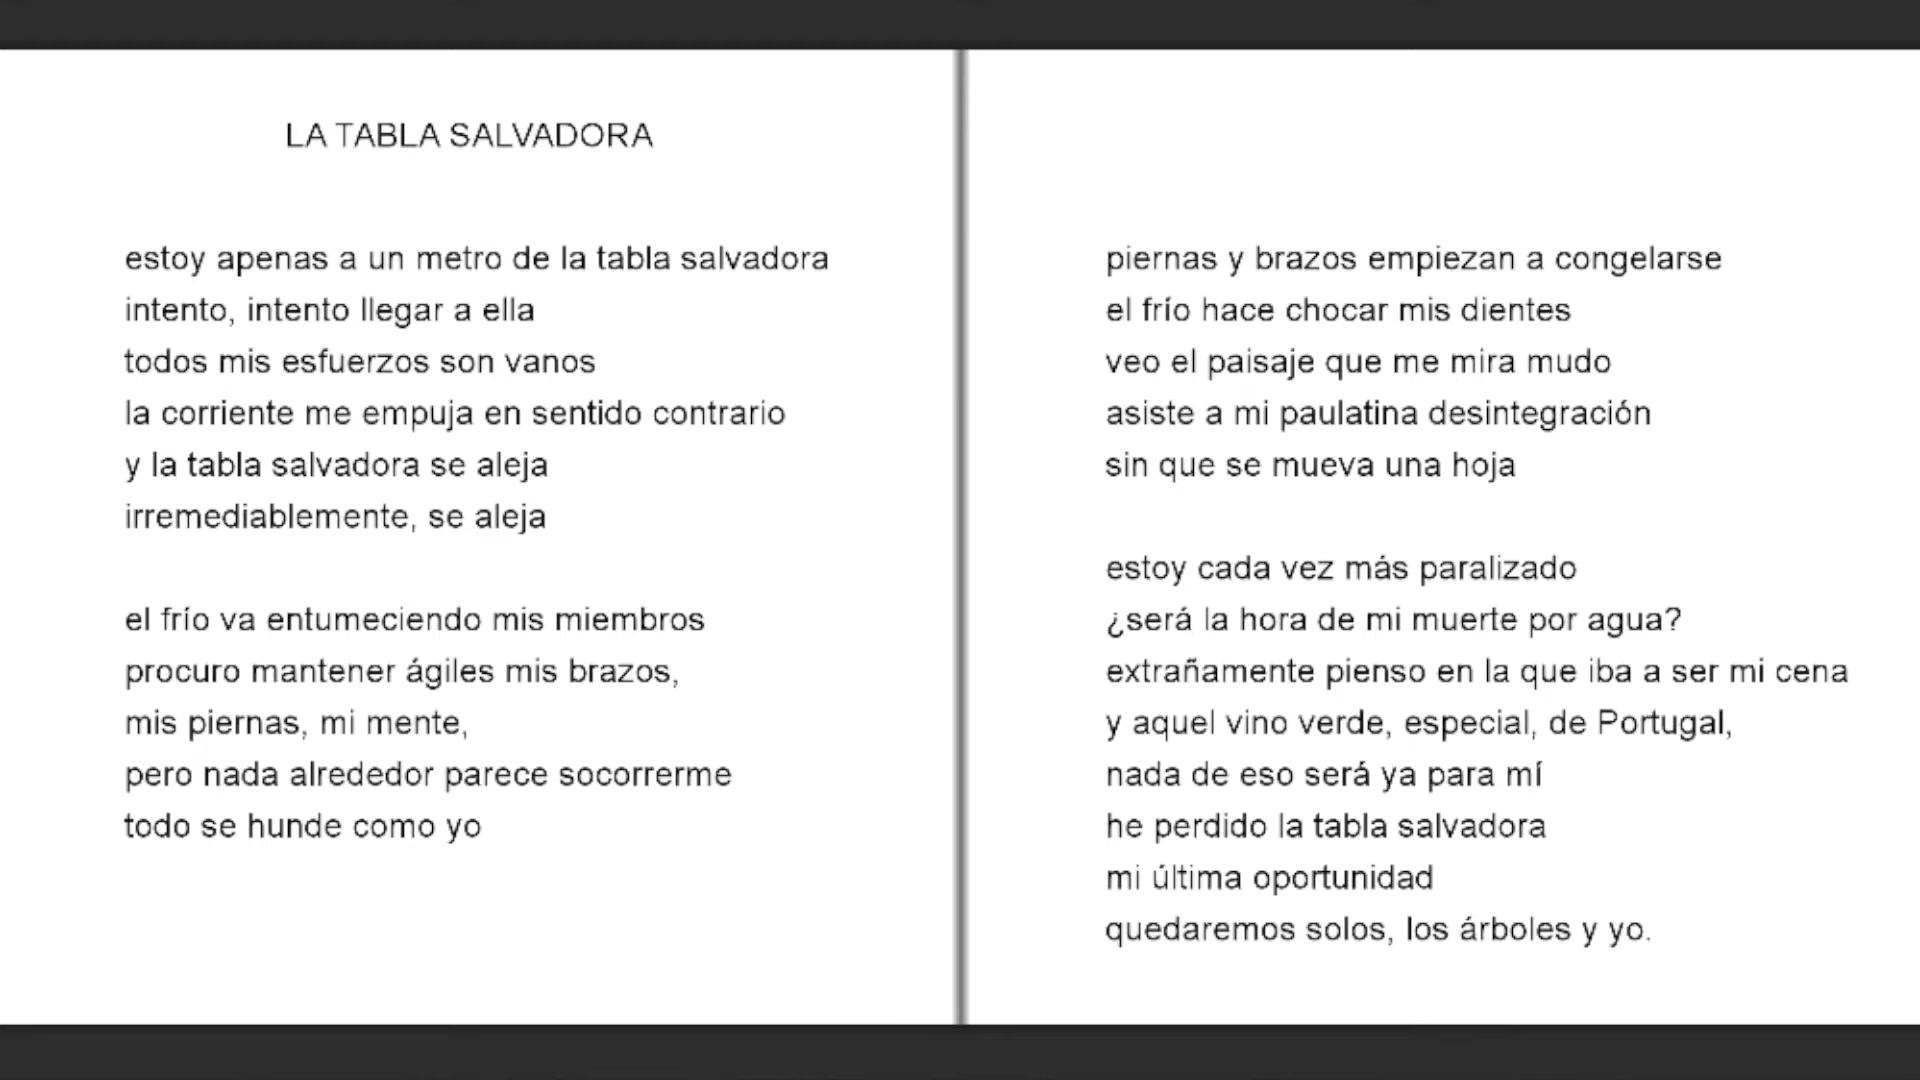 LA TABLA SALVADORA
estoy apenas a un metro de la tabla salvadora
intento, intento llegar a ella
todos mis esfuerzos son vanos
la corriente me empuja en sentido contrario
y la tabla salvadora se aleja
irremediablemente, se aleja
el frío va entumeciendo mis miembros
procuro mantener ágiles mis brazos,
mis piernas, mi mente,
pero nada alrededor parece socorrerme
todo se hunde como yo
piernas y brazos empiezan a congelarse
el frío hace chocar mis dientes
veo el paisaje que me mira mudo
asiste a mi paulatina desintegración
sin que se mueva una hoja
estoy cada vez más paralizado
¿será la hora de mi muerte por agua?
extrañamente pienso en la que iba a ser mi cena
y aquel vino verde, especial, de Portugal,
nada de eso será ya para mí
he perdido la tabla salvadora
mi última oportunidad
quedaremos solos, los árboles y yo.